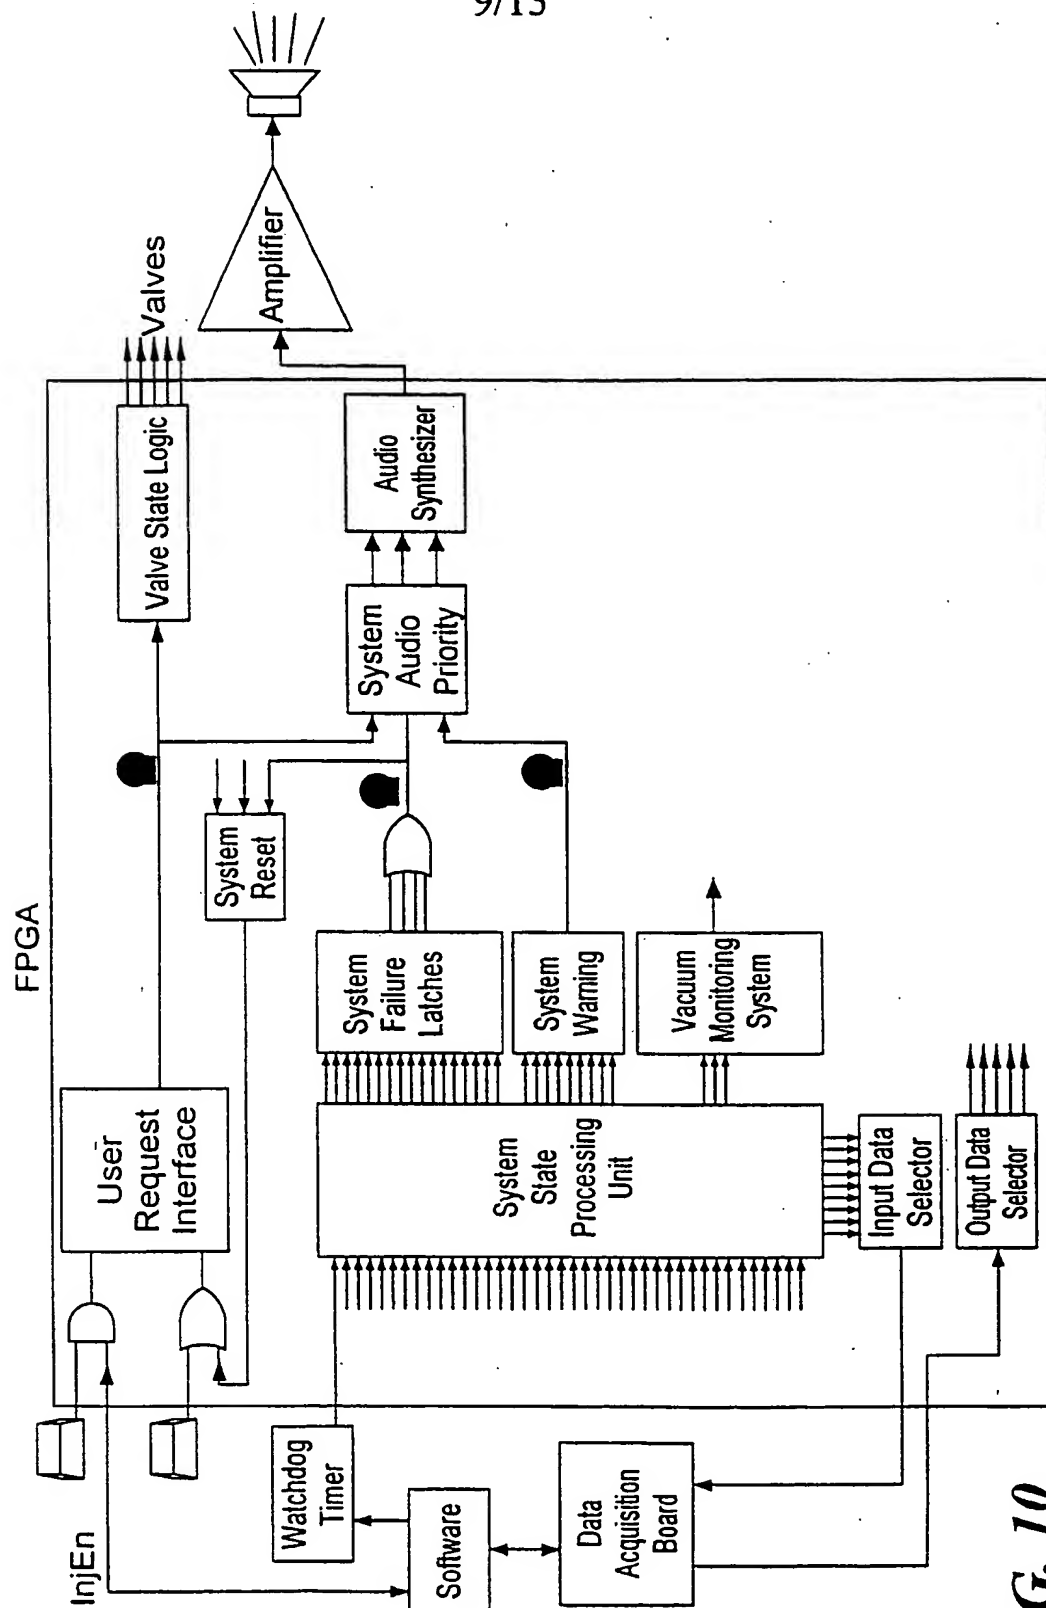 9/15
FPGA
InjEn
User
Request
Interface
Valve State Logic
Valves
System
Reset
System
Audio
Priority
Audio
Synthesizer
Amplifier
Watchdog
Timer
Software
Data
Acquisition
Board
System
State
Processing
Unit
System
Failure
Latches
System
Warning
Vacuum
Monitoring
System
Input Data
Selector
Output Data
Selector
G. 10